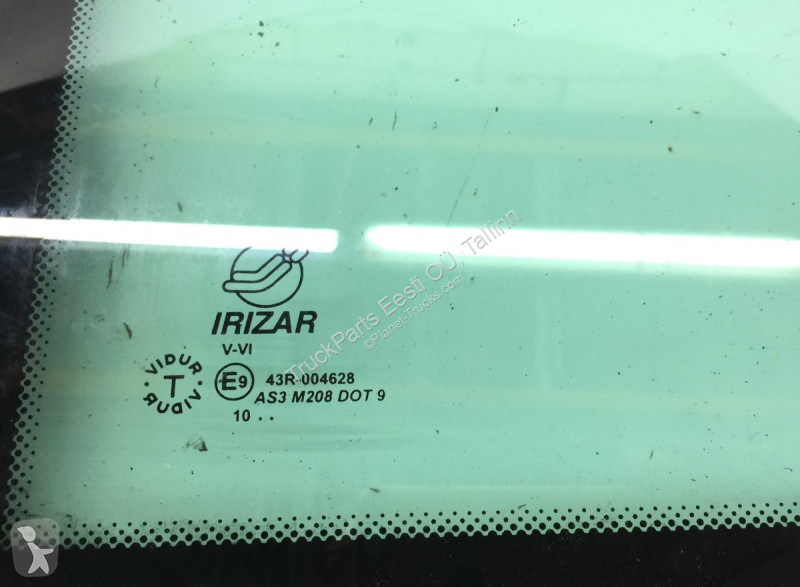 IRIZAR
V-VI
VIDUR T VIDUR
E9 43R-004628
AS3 M208 DOT 9
10 . .
TruckParts Eesti OÜ, Tallinn
©Planet-Trucks.com